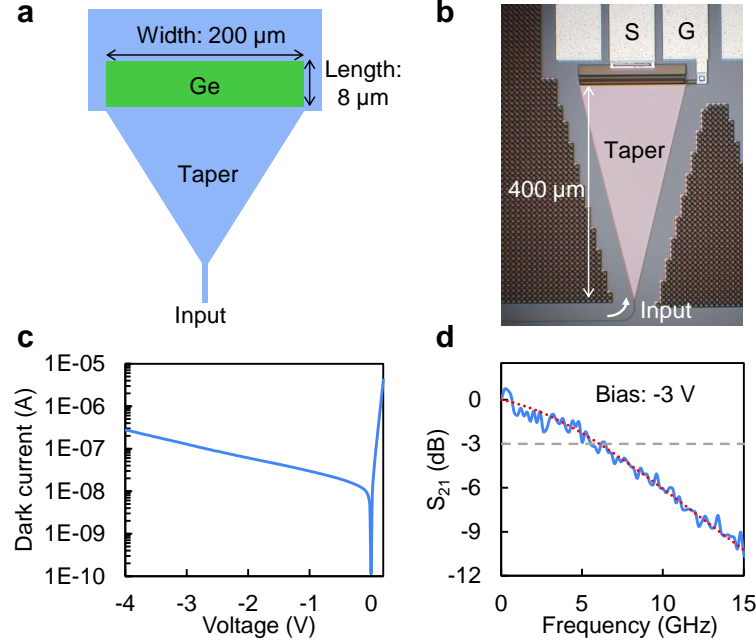 a
Width: 200 µm
Length:
8 µm
Ge
Taper
Input
b
S G
Taper
400 µm
Input
c
Dark current (A)
1E-05
1E-06
1E-07
1E-08
1E-09
1E-10
-4 -3 -2 -1 0
Voltage (V)
d
Bias: -3 V
S21 (dB)
0
-3
-6
-9
-12
0 5 10 15
Frequency (GHz)